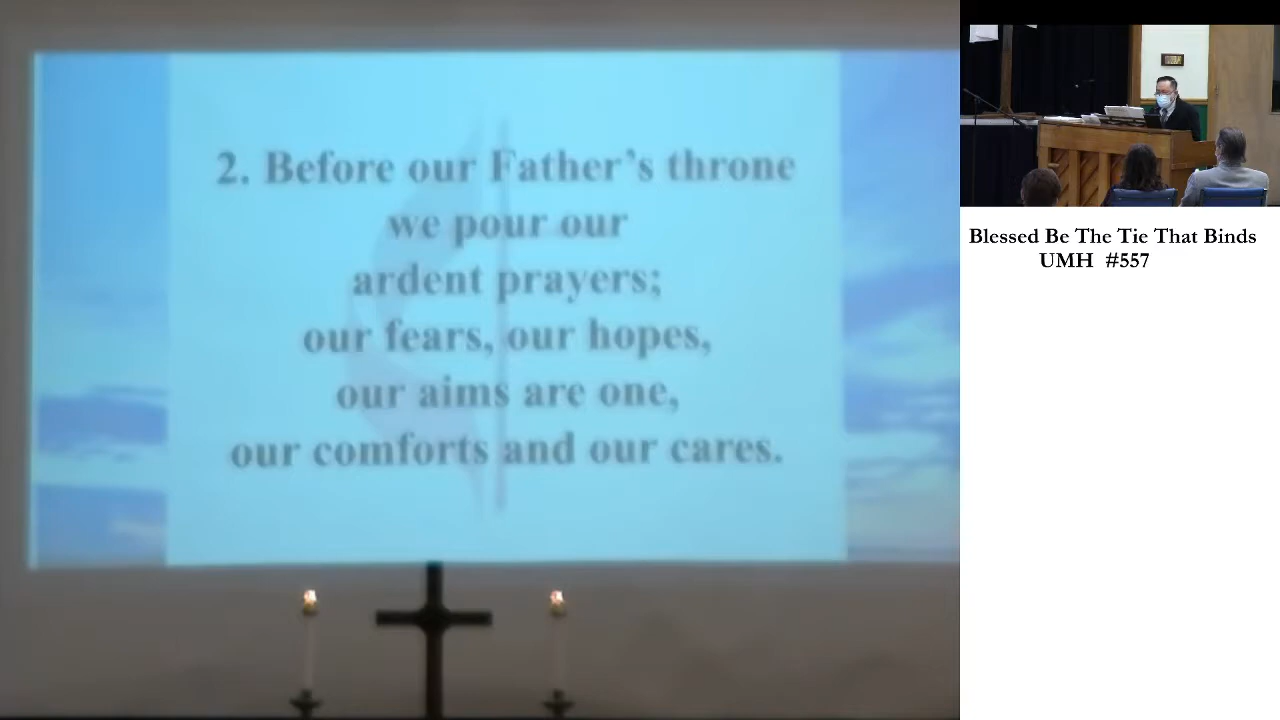 2. Before our Father's throne
we pour our
ardent prayers;
our fears, our hopes,
our aims are one,
our comforts and our cares.
Blessed Be The Tie That Binds
UMH #557